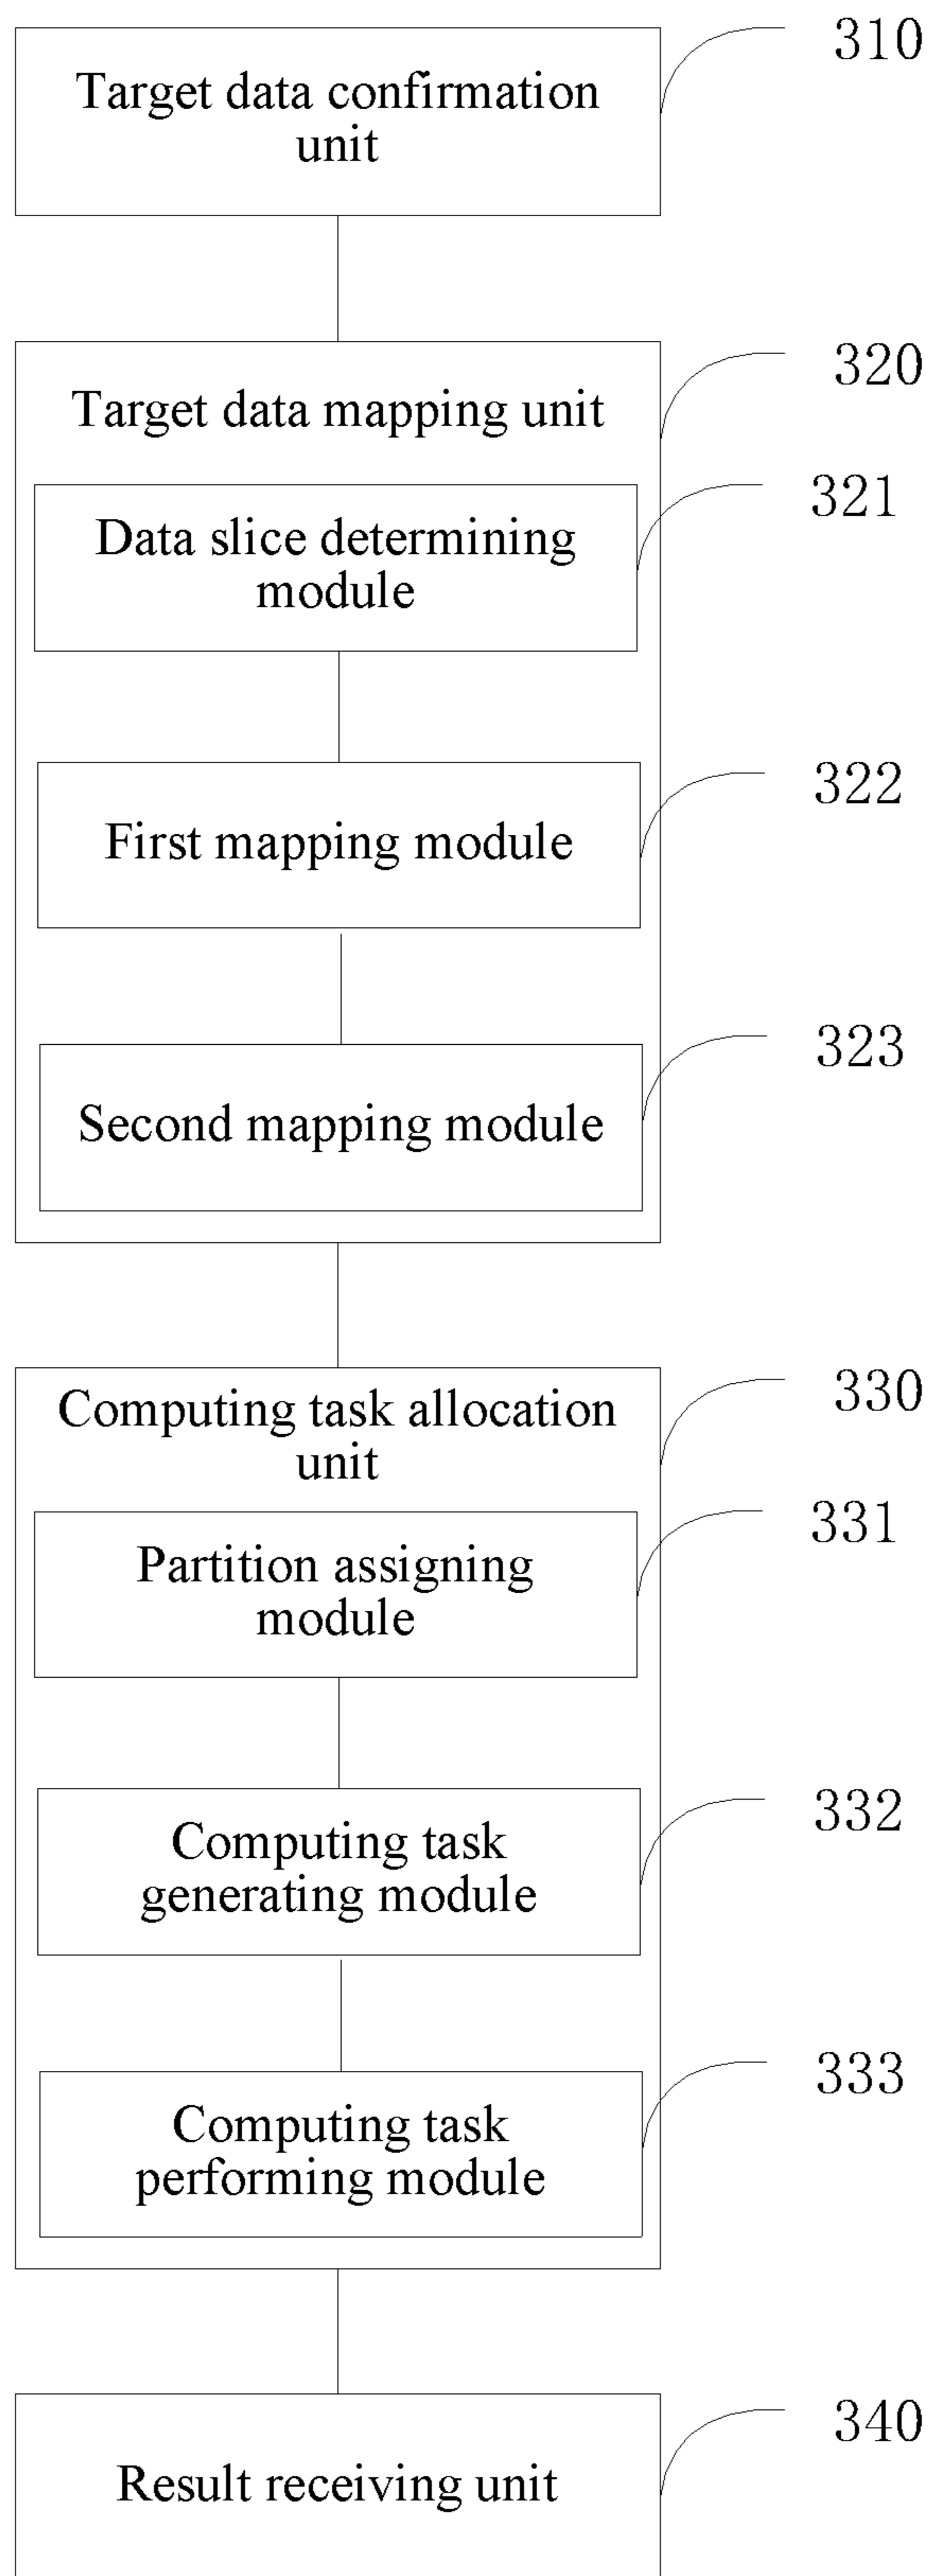 310
Target data confirmation
unit
320
Target data mapping unit
321
Data slice determining
module
322
First mapping module
323
Second mapping module
330
Computing task allocation
unit
331
Partition assigning
module
332
Computing task
generating module
333
Computing task
performing module
340
Result receiving unit